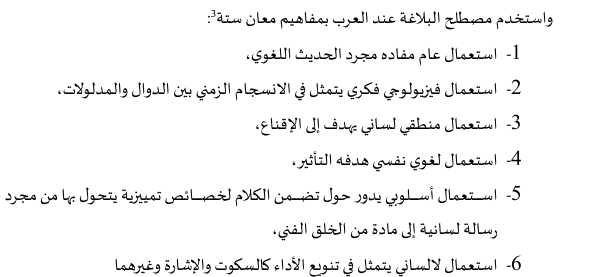 واستخدم مصطلح البلاغة عند العرب بمفاهيم معان ستة3:
1- استعمال عام مفاده مجرد الحديث اللغوي،
2- استعمال فيزيولوجي فكري يتمثل في الانسجام الزمني بين الدوال والمدلولات،
3- استعمال منطقي لساني يهدف إلى الإقناع،
4- استعمال لغوي نفسي هدفه التأثير،
5- استعمال أسلوبي يدور حول تضمن الكلام لخصائص تمييزية يتحول بها من مجرد
رسالة لسانية إلى مادة من الخلق الفني،
6- استعمال لالساني يتمثل في تنويع الأداء كالسكوت والإشارة وغيرهما